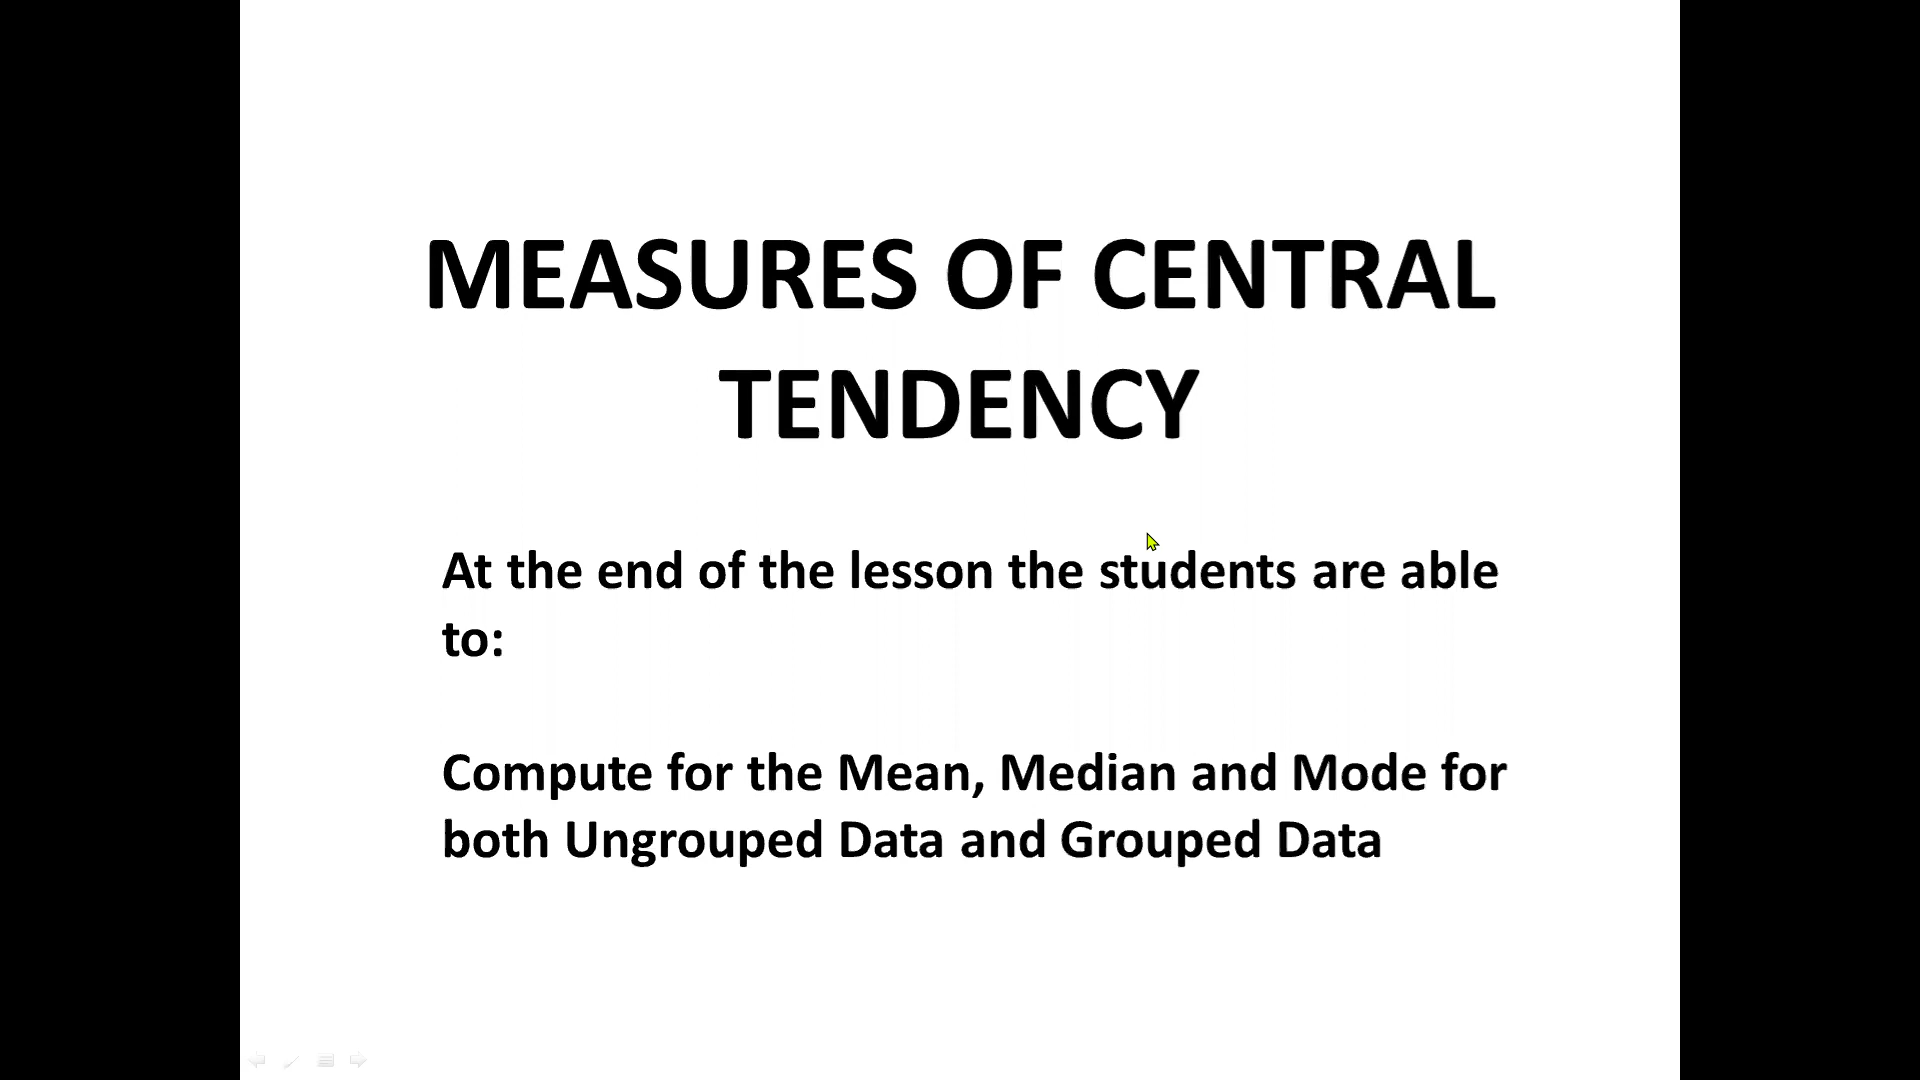 MEASURES OF CENTRAL
TENDENCY
At the end of the lesson the students are able
to:
Compute for the Mean, Median and Mode for
both Ungrouped Data and Grouped Data